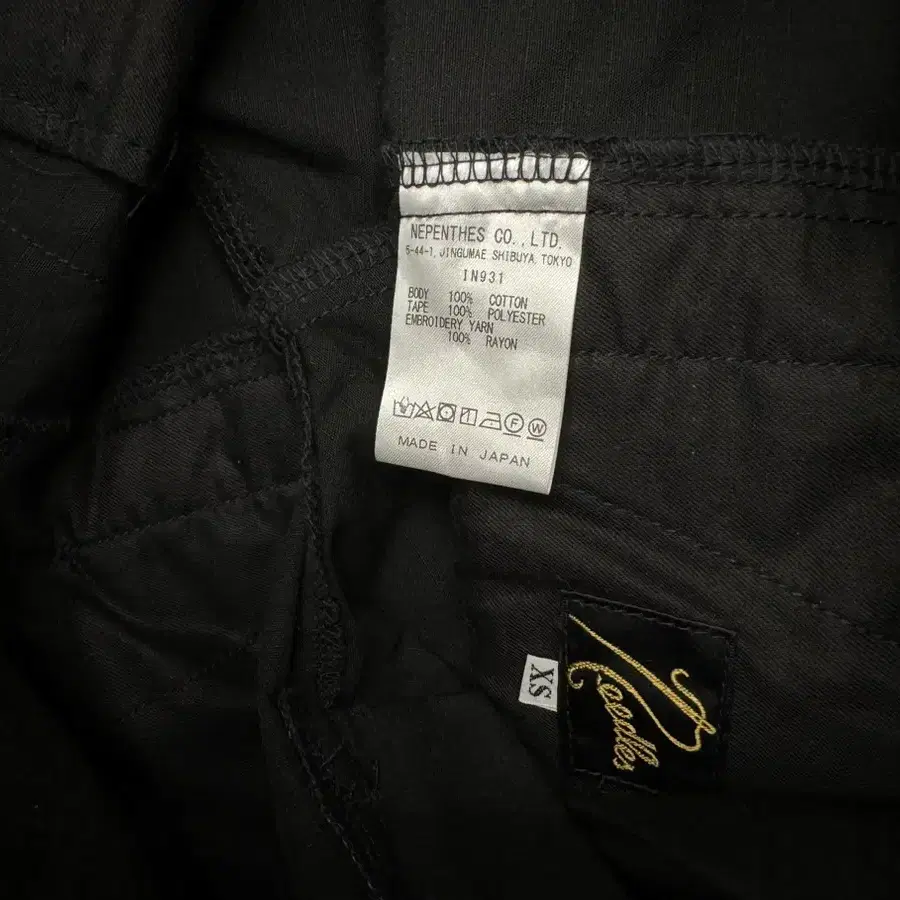 NEPENTHES CO., LTD.
5-44-1, JINGUMAE SHIBUYA, TOKYO
IN931
BODY 100% COTTON
TAPE 100% POLYESTER
EMBROIDERY YARN
100% RAYON
F W
MADE IN JAPAN
XS
Needles